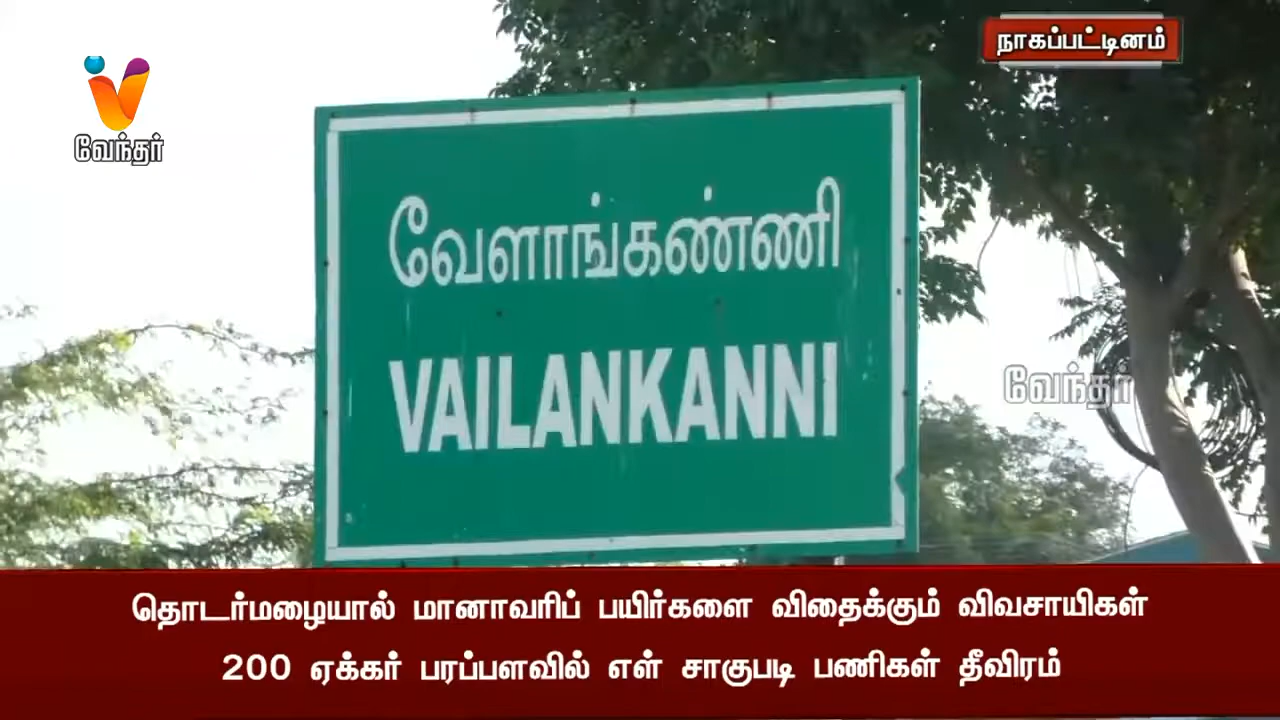 நாகப்பட்டினம்
வேந்தர்
வேளாங்கண்ணி
VAILANKANNI
வேந்தர்
தொடர்மழையால் மானாவரிப் பயிர்களை விதைக்கும் விவசாயிகள்
200 ஏக்கர் பரப்பளவில் எள் சாகுபடி பணிகள் தீவிரம்